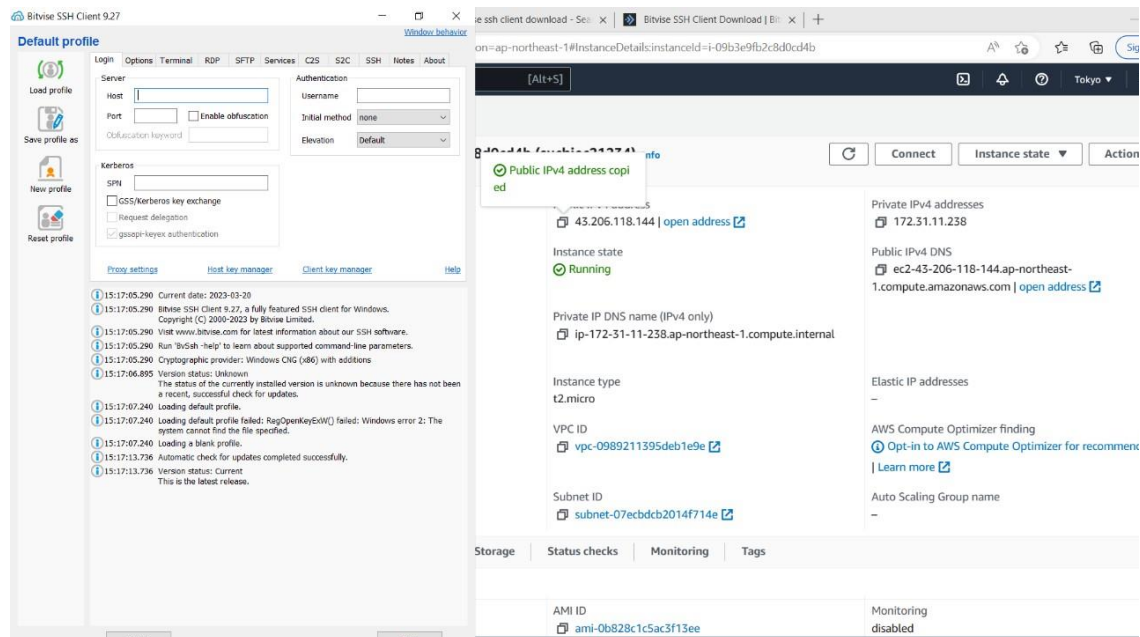 Bitvise SSH Client 9.27
Default profile
Window behavior
Load profile
Save profile as
New profile
Reset profile
Login Options Terminal RDP SFTP Services C2S S2C SSH Notes About
Server
Host
Port
Enable obfuscation
Obfuscation keyword
Authentication
Username
Initial method none
Elevation Default
Kerberos
SPN
GSS/Kerberos key exchange
Request delegation
gssapi-keyex authentication
Proxy settings Host key manager Client key manager Help
15:17:05.290 Current date: 2023-03-20
15:17:05.290 Bitvise SSH Client 9.27, a fully featured SSH client for Windows.
Copyright (C) 2000-2023 by Bitvise Limited.
15:17:05.290 Visit www.bitvise.com for latest information about our SSH software.
15:17:05.290 Run 'BvSsh -help' to learn about supported command-line parameters.
15:17:05.290 Cryptographic provider: Windows CNG (x86) with additions
15:17:06.895 Version status: Unknown
The status of the currently installed version is unknown because there has not been
a recent, successful check for updates.
15:17:07.240 Loading default profile.
15:17:07.240 Loading default profile failed: RegOpenKeyExW() failed: Windows error 2: The
system cannot find the file specified.
15:17:07.240 Loading a blank profile.
15:17:13.736 Automatic check for updates completed successfully.
15:17:13.736 Version status: Current
This is the latest release.
se ssh client download - Sea Bitvise SSH Client Download | Bit
on=ap-northeast-1#InstanceDetails:instanceId=i-09b3e9fb2c8d0cd4b
[Alt+S] Tokyo
Info
Connect Instance state Action
Public IPv4 address copi
ed
43.206.118.144 | open address
Private IPv4 addresses
172.31.11.238
Instance state
Running
Public IPv4 DNS
ec2-43-206-118-144.ap-northeast-
1.compute.amazonaws.com | open address
Private IP DNS name (IPv4 only)
ip-172-31-11-238.ap-northeast-1.compute.internal
Instance type
t2.micro
Elastic IP addresses
–
VPC ID
vpc-0989211395deb1e9e
AWS Compute Optimizer finding
Opt-in to AWS Compute Optimizer for recommend
| Learn more
Subnet ID
subnet-07ecbdcb2014f714e
Auto Scaling Group name
–
Storage Status checks Monitoring Tags
AMI ID
ami-0b828c1c5ac3f13ee
Monitoring
disabled